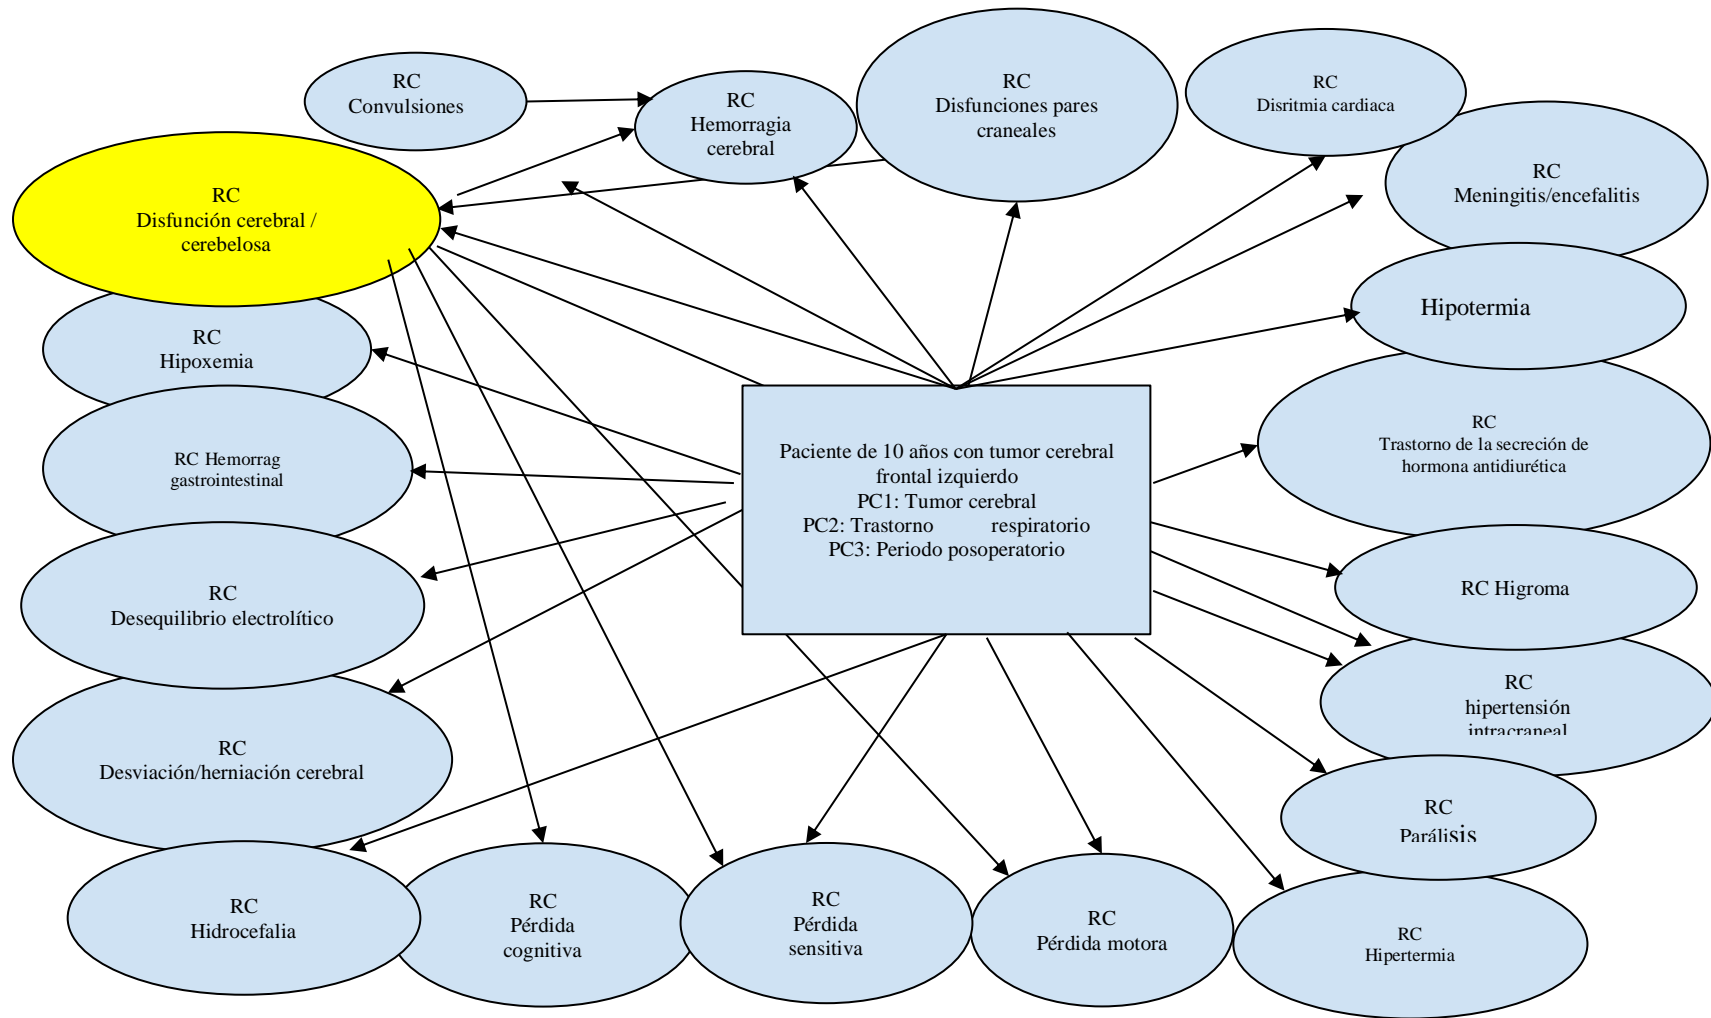 RC
Convulsiones
RC
Hemorragia
cerebral
RC
Disfunciones pares
craneales
RC
Disritmia cardiaca
RC
Meningitis/encefalitis
RC
Disfunción cerebral /
cerebelosa
Hipotermia
RC
Hipoxemia
RC
Trastorno de la secreción de
hormona antidiurética
RC Hemorrag
gastrointestinal
Paciente de 10 años con tumor cerebral
frontal izquierdo
PC1: Tumor cerebral
PC2: Trastorno respiratorio
PC3: Periodo posoperatorio
RC Higroma
RC
Desequilibrio electrolítico
RC
hipertensión
intracraneal
RC
Desviación/herniación cerebral
RC
Parálisis
RC
Hidrocefalia
RC
Pérdida
cognitiva
RC
Pérdida
sensitiva
RC
Pérdida motora
RC
Hipertermia